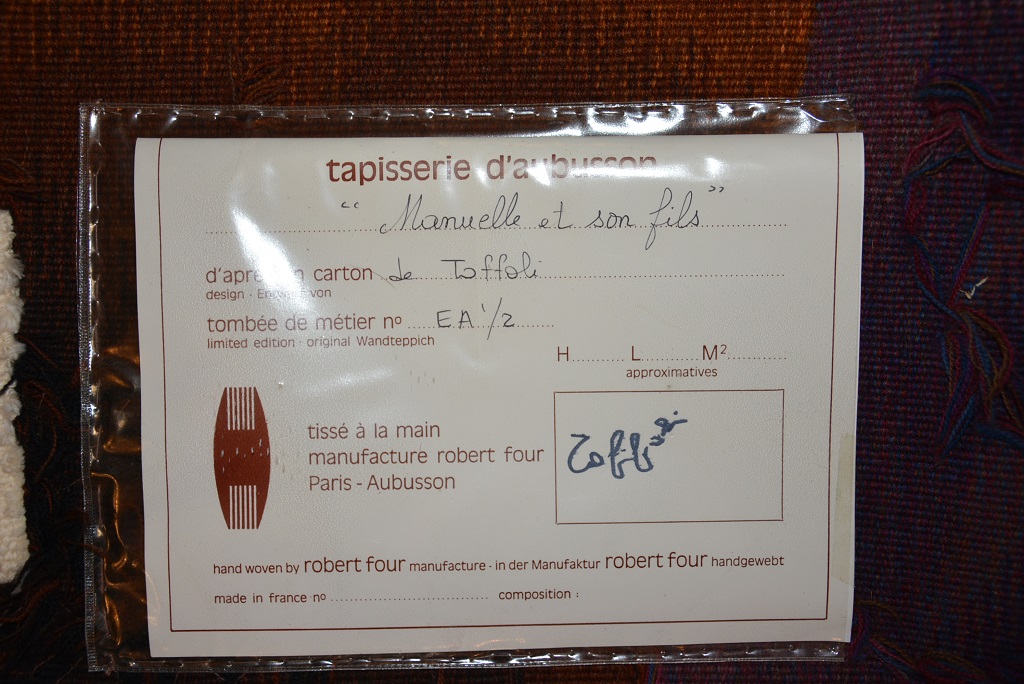 tapisserie d'aubusson
“ Manuelle et son fils ”
d'après un carton de Toffoli
design · von
tombée de métier nº EA 1/2
limited edition · original Wandteppich
H L M²
approximatives
tissé à la main
manufacture robert four
Paris - Aubusson
Toffoli
hand woven by robert four manufacture - in der Manufaktur robert four handgewebt
made in france nº composition :